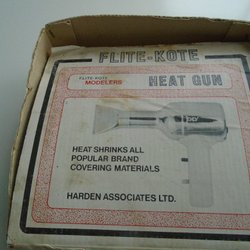 FLITE-KOTE
FLITE-KOTE
MODELERS HEAT GUN
HEAT SHRINKS ALL
POPULAR BRAND
COVERING MATERIALS
HARDEN ASSOCIATES LTD.